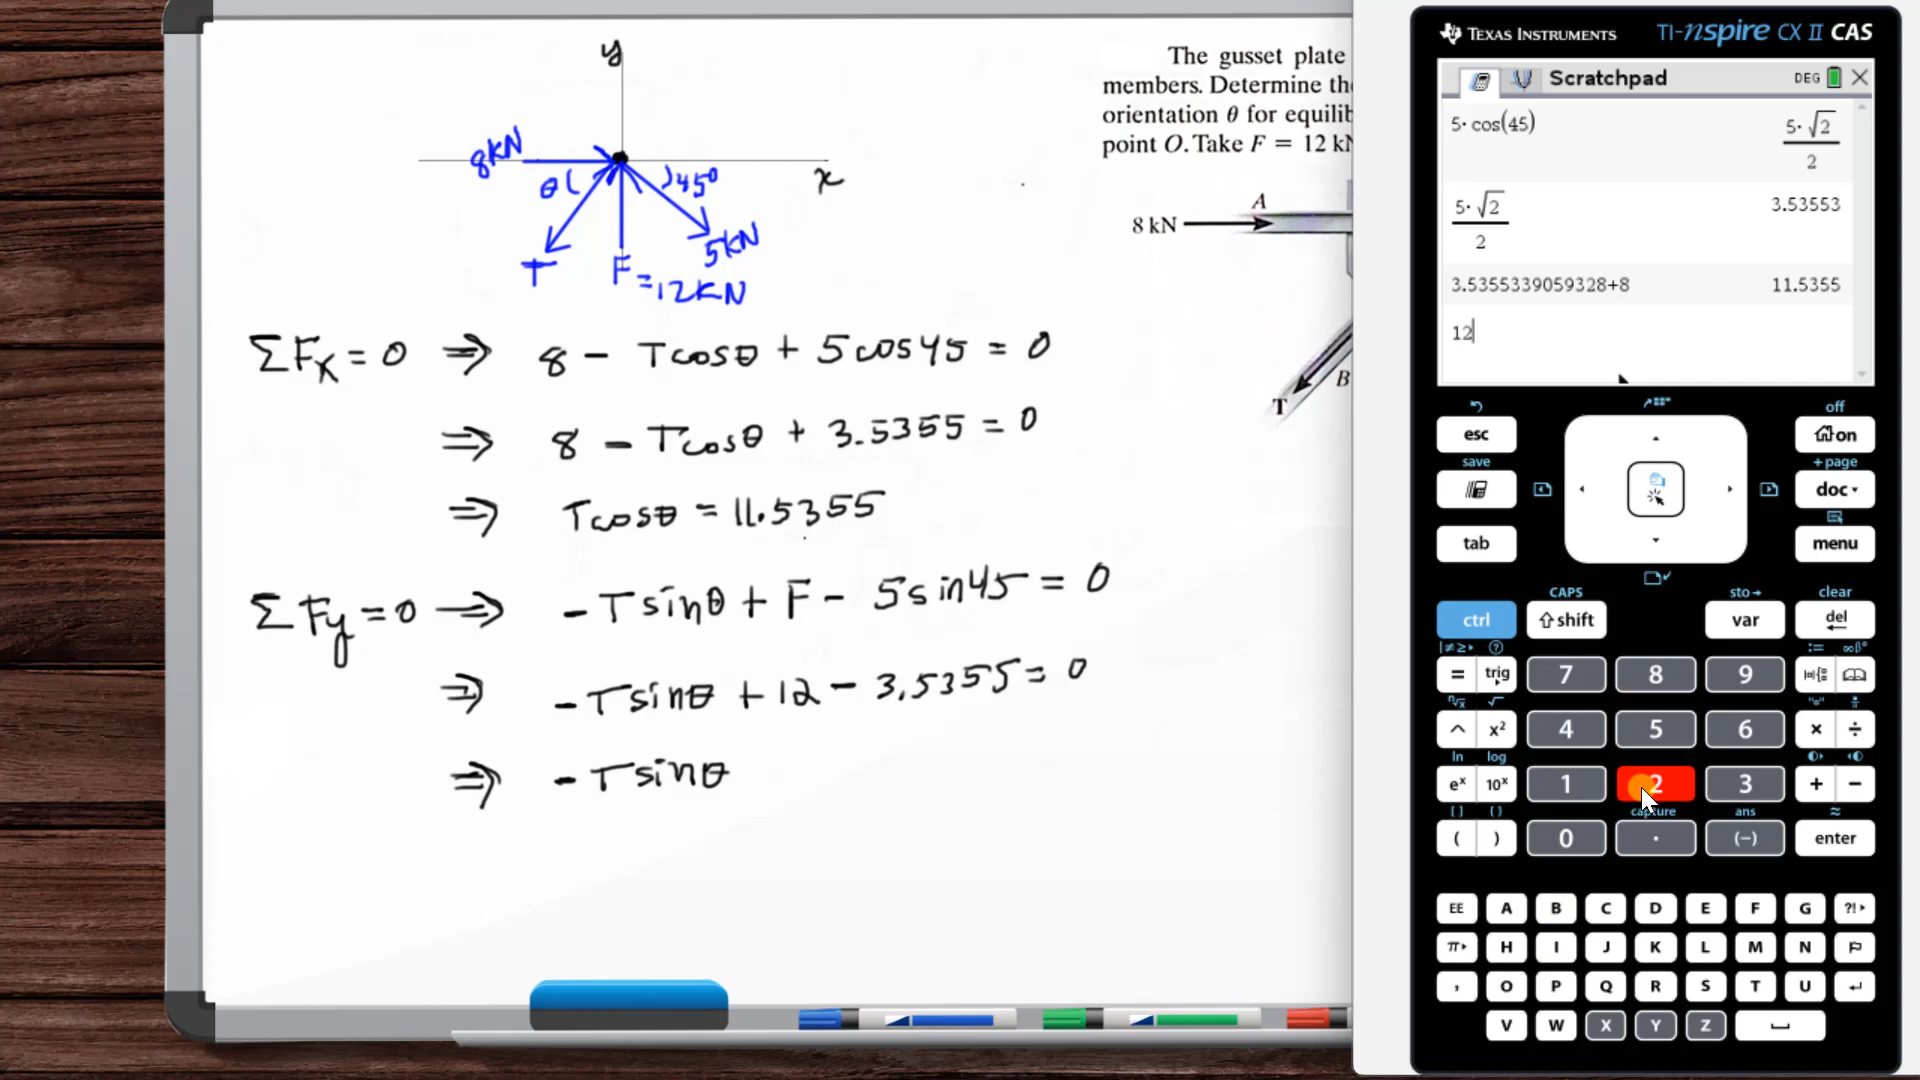 y
8kN
θ
45°
x
T
F = 12KN
5KN
ΣFx = 0 ⇒ 8 - Tcosθ + 5cos45 = 0
⇒ 8 - Tcosθ + 3.5355 = 0
⇒ Tcosθ = 11.5355
ΣFy = 0 ⇒ - Tsinθ + F - 5sin45 = 0
⇒ - Tsinθ + 12 - 3.5355 = 0
⇒ - Tsinθ
The gusset plate
members. Determine
orientation θ for
point O. Take F = 12
A
8 kN
B
T
TEXAS INSTRUMENTS TI-nspire CX II CAS
Scratchpad DEG
5·cos(45) 5·√2/2
5·√2/2 3.53553
3.5355339059328+8 11.5355
12
off
esc on
save +page
doc
tab menu
CAPS sto→ clear
ctrl shift var del
|≠≥▸ ? := ∞β°
= trig 7 8 9
ⁿ√x √
^ x² 4 5 6 × ÷
ln log
eˣ 10ˣ 1 2 3 + −
[ ] { } capture ans ≈
( ) 0 . (−) enter
EE A B C D E F G ?!▸
π▸ H I J K L M N
, O P Q R S T U
V W X Y Z